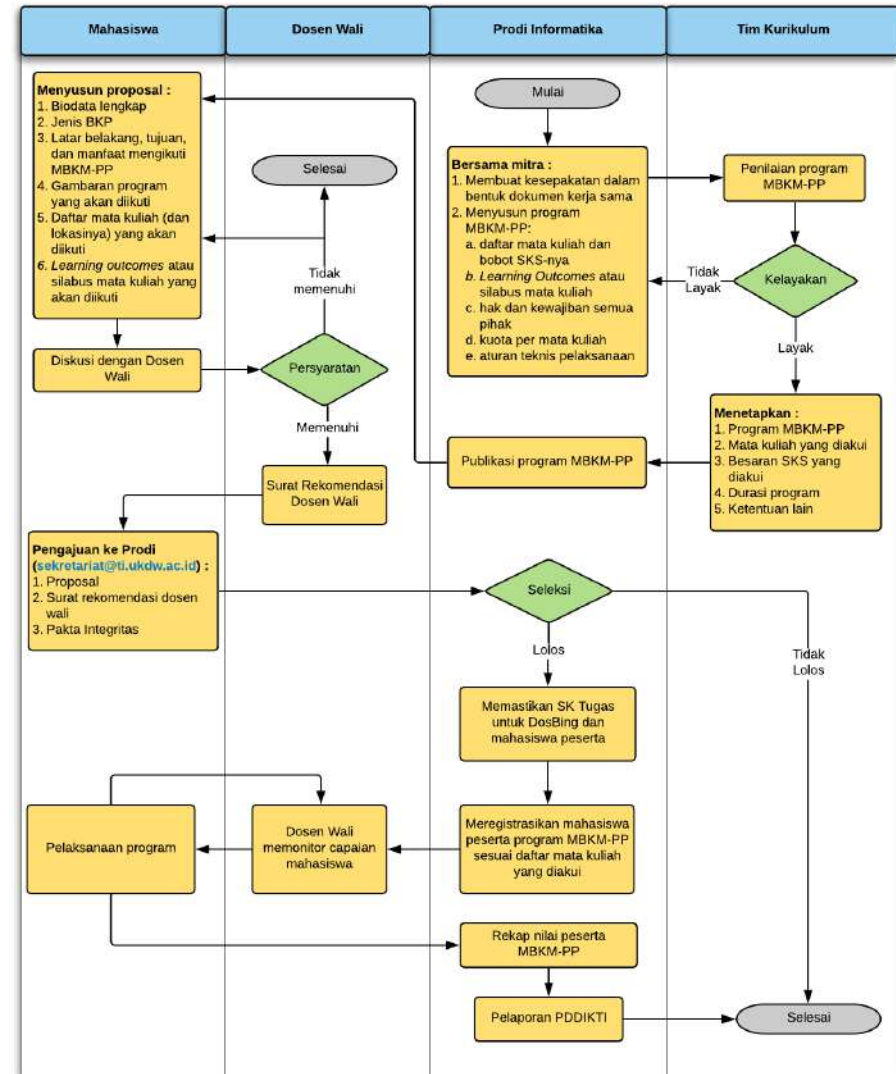 Mahasiswa
Dosen Wali
Prodi Informatika
Tim Kurikulum
Menyusun proposal :
1. Biodata lengkap
2. Jenis BKP
3. Latar belakang, tujuan,
dan manfaat mengikuti
MBKM-PP
4. Gambaran program
yang akan diikuti
5. Daftar mata kuliah (dan
lokasinya) yang akan
diikuti
6. Learning outcomes atau
silabus mata kuliah yang
akan diikuti
Selesai
Mulai
Bersama mitra :
1. Membuat kesepakatan dalam
bentuk dokumen kerja sama
2. Menyusun program
MBKM-PP:
a. daftar mata kuliah dan
bobot SKS-nya
b. Learning Outcomes atau
silabus mata kuliah
c. hak dan kewajiban semua
pihak
d. kuota per mata kuliah
e. aturan teknis pelaksanaan
Penilaian program
MBKM-PP
Tidak
Layak
Kelayakan
Layak
Tidak
memenuhi
Diskusi dengan Dosen
Wali
Persyaratan
Memenuhi
Menetapkan :
1. Program MBKM-PP
2. Mata kuliah yang diakui
3. Besaran SKS yang
diakui
4. Durasi program
5. Ketentuan lain
Publikasi program MBKM-PP
Surat Rekomendasi
Dosen Wali
Pengajuan ke Prodi
(sekretariat@ti.ukdw.ac.id) :
1. Proposal
2. Surat rekomendasi dosen
wali
3. Pakta Integritas
Seleksi
Lolos
Tidak
Lolos
Memastikan SK Tugas
untuk DosBing dan
mahasiswa peserta
Pelaksanaan program
Dosen Wali
memonitor capaian
mahasiswa
Meregistrasikan mahasiswa
peserta program MBKM-PP
sesuai daftar mata kuliah
yang diakui
Rekap nilai peserta
MBKM-PP
Pelaporan PDDIKTI
Selesai